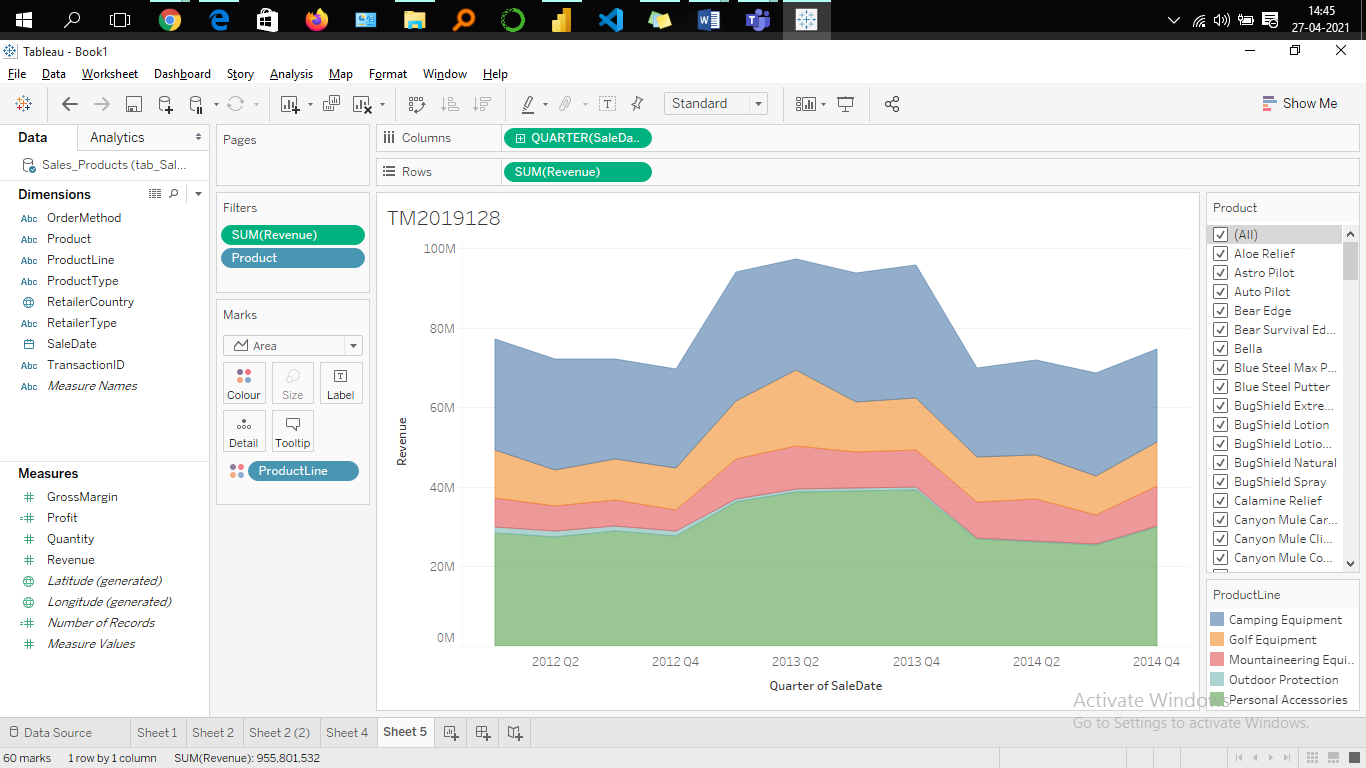 14:45
27-04-2021
Tableau - Book1
File Data Worksheet Dashboard Story Analysis Map Format Window Help
Standard
Show Me
Data Analytics
Sales_Products (tab_Sal...
Dimensions
Abc OrderMethod
Abc Product
Abc ProductLine
Abc ProductType
RetailerCountry
Abc RetailerType
SaleDate
Abc TransactionID
Abc Measure Names
Measures
GrossMargin
Profit
Quantity
Revenue
Latitude (generated)
Longitude (generated)
Number of Records
Measure Values
Pages
Filters
SUM(Revenue)
Product
Marks
Area
Colour Size Label
Detail Tooltip
ProductLine
Columns QUARTER(SaleDa..
Rows SUM(Revenue)
TM2019128
100M
80M
60M
40M
20M
0M
Revenue
2012 Q2 2012 Q4 2013 Q2 2013 Q4 2014 Q2 2014 Q4
Quarter of SaleDate
Product
(All)
Aloe Relief
Astro Pilot
Auto Pilot
Bear Edge
Bear Survival Ed...
Bella
Blue Steel Max P...
Blue Steel Putter
BugShield Extre...
BugShield Lotion
BugShield Lotio...
BugShield Natural
BugShield Spray
Calamine Relief
Canyon Mule Car...
Canyon Mule Cli...
Canyon Mule Co...
ProductLine
Camping Equipment
Golf Equipment
Mountaineering Equi..
Outdoor Protection
Personal Accessories
Activate Windows
Go to Settings to activate Windows.
Data Source Sheet 1 Sheet 2 Sheet 2 (2) Sheet 4 Sheet 5
60 marks 1 row by 1 column SUM(Revenue): 955,801,532